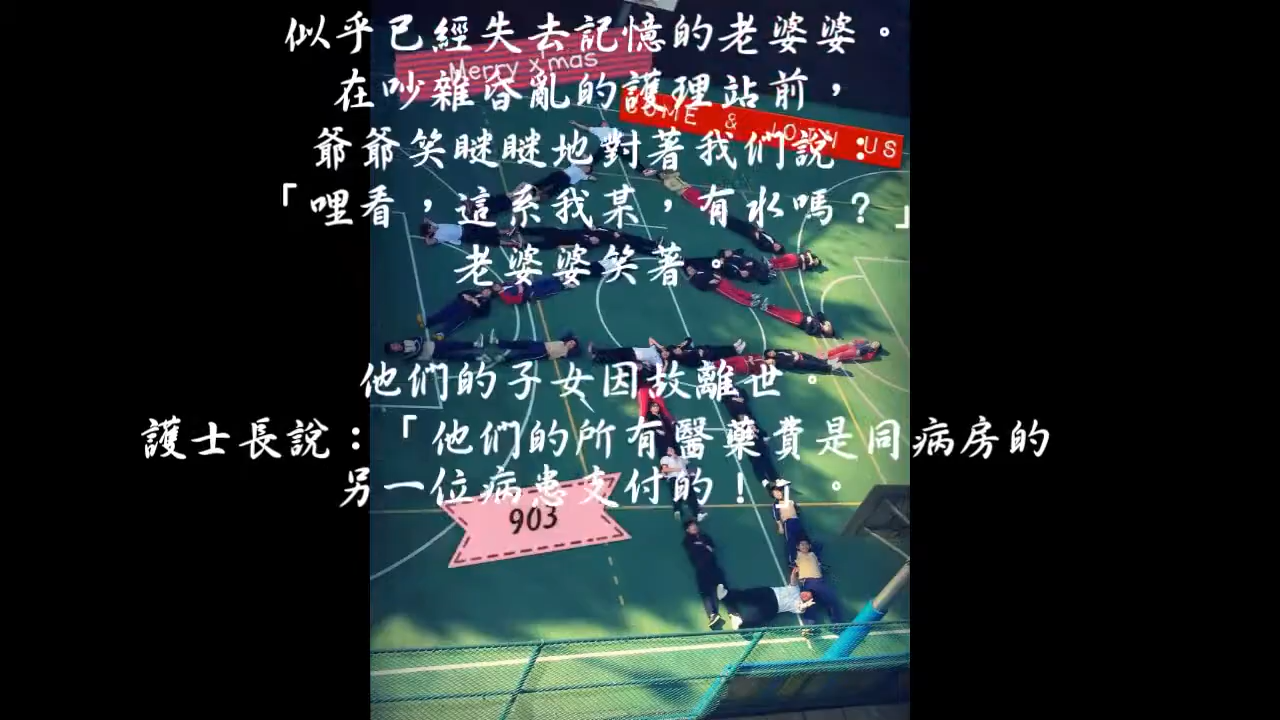 似乎已經失去記憶的老婆婆。
Merry x'mas
在吵雜昏亂的護理站前，
COME & JOIN US
爺爺笑瞇瞇地對著我們說：
「哩看，這系我某，有水嗎？」
老婆婆笑著。
他們的子女因故離世。
護士長說：「他們的所有醫藥費是同病房的
另一位病患支付的！」。
903